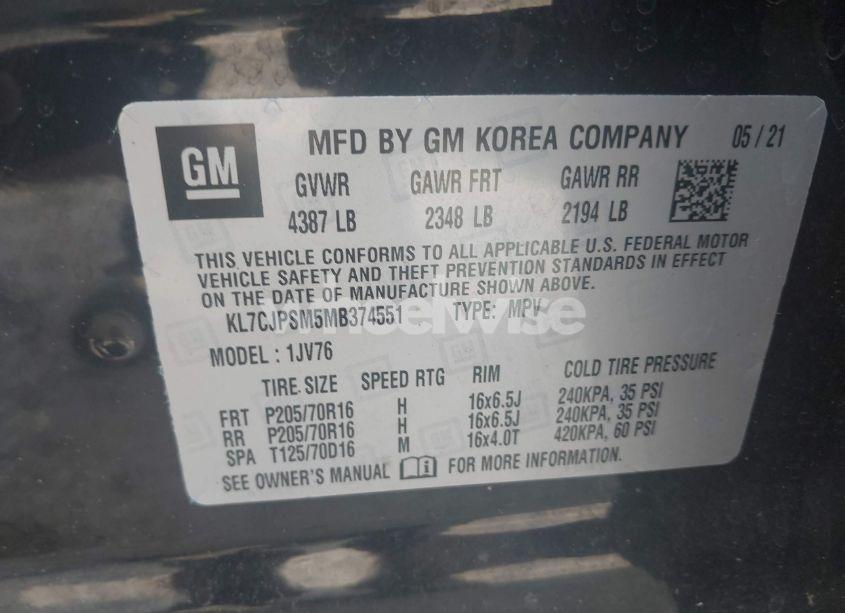 GM
MFD BY GM KOREA COMPANY 05 / 21
GVWR GAWR FRT GAWR RR
4387 LB 2348 LB 2194 LB
THIS VEHICLE CONFORMS TO ALL APPLICABLE U.S. FEDERAL MOTOR
VEHICLE SAFETY AND THEFT PREVENTION STANDARDS IN EFFECT
ON THE DATE OF MANUFACTURE SHOWN ABOVE.
KL7CJPSM5MB374551 TYPE: MPV
wheelwise
MODEL : 1JV76
TIRE SIZE SPEED RTG RIM COLD TIRE PRESSURE
FRT P205/70R16 H 16x6.5J 240KPA, 35 PSI
RR P205/70R16 H 16x6.5J 240KPA, 35 PSI
SPA T125/70D16 M 16x4.0T 420KPA, 60 PSI
SEE OWNER'S MANUAL i FOR MORE INFORMATION.